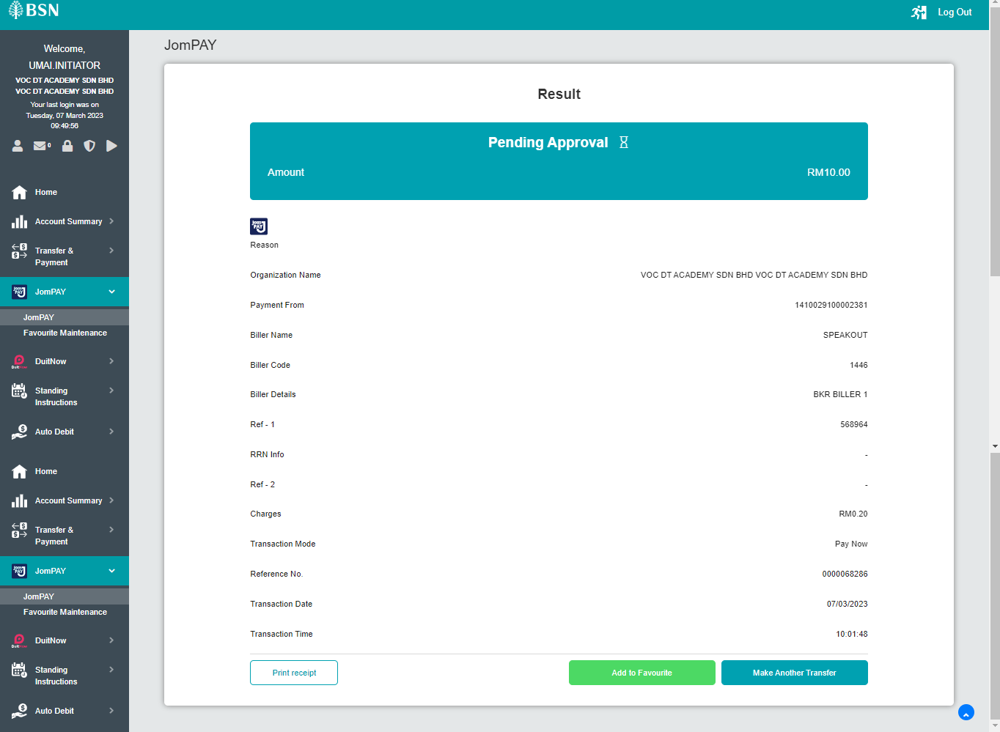 BSN
Log Out
Welcome,
UMAI.INITIATOR
VOC DT ACADEMY SDN BHD
VOC DT ACADEMY SDN BHD
Your last login was on
Tuesday, 07 March 2023
09:49:56
0
Home
Account Summary
Transfer &
Payment
JomPAY
JomPAY
Favourite Maintenance
DuitNow
Standing
Instructions
Auto Debit
Home
Account Summary
Transfer &
Payment
JomPAY
JomPAY
Favourite Maintenance
DuitNow
Standing
Instructions
Auto Debit
JomPAY
Result
Pending Approval
Amount RM10.00
Jom
PAY
Reason
Organization Name VOC DT ACADEMY SDN BHD VOC DT ACADEMY SDN BHD
Payment From 1410029100002381
Biller Name SPEAKOUT
Biller Code 1446
Biller Details BKR BILLER 1
Ref - 1 568964
RRN Info -
Ref - 2 -
Charges RM0.20
Transaction Mode Pay Now
Reference No. 0000068286
Transaction Date 07/03/2023
Transaction Time 10:01:48
Print receipt Add to Favourite Make Another Transfer